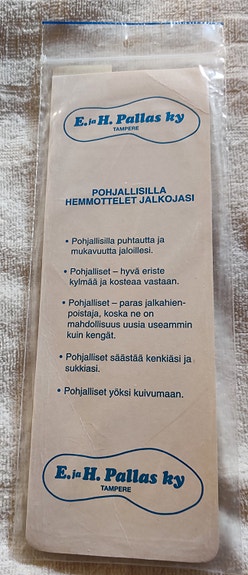 E. ja H. Pallas ky
TAMPERE
POHJALLISILLA
HEMMOTTELET JALKOJASI
• Pohjallisilla puhtautta ja
mukavuutta jaloillesi.
• Pohjalliset – hyvä eriste
kylmää ja kosteaa vastaan.
• Pohjalliset – paras jalkahien-
poistaja, koska ne on
mahdollisuus uusia useammin
kuin kengät.
• Pohjalliset säästää kenkiäsi ja
sukkiasi.
• Pohjalliset yöksi kuivumaan.
E. ja H. Pallas ky
TAMPERE